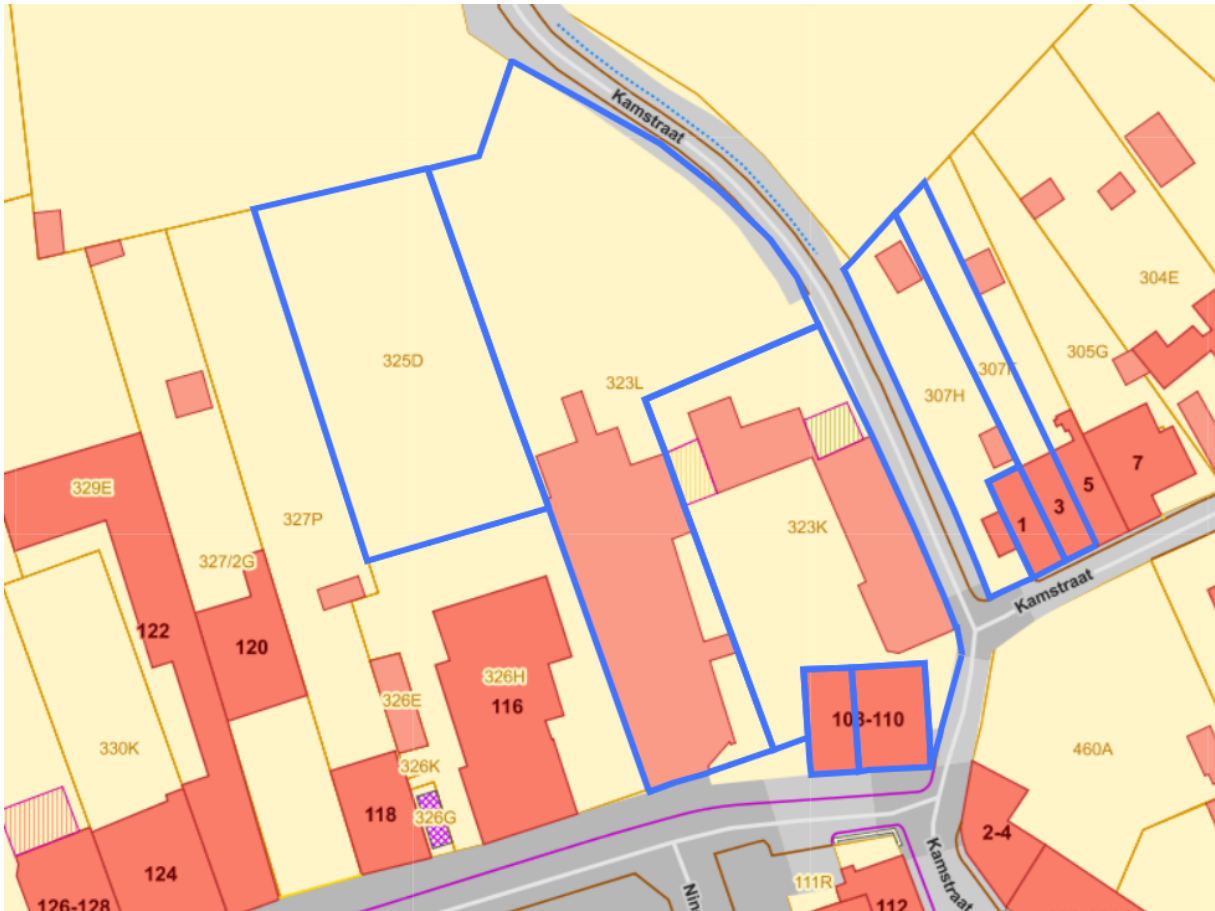 Kamstraat
304E
325D
305G
307F
323L
307H
7
329E
5
3
327P
1
323K
327/2G
Kamstraat
122
120
326H
116
326E
108-110
330K
460A
326K
118
326G
2-4
124
Kamstraat
111R
Nin
126-128
112